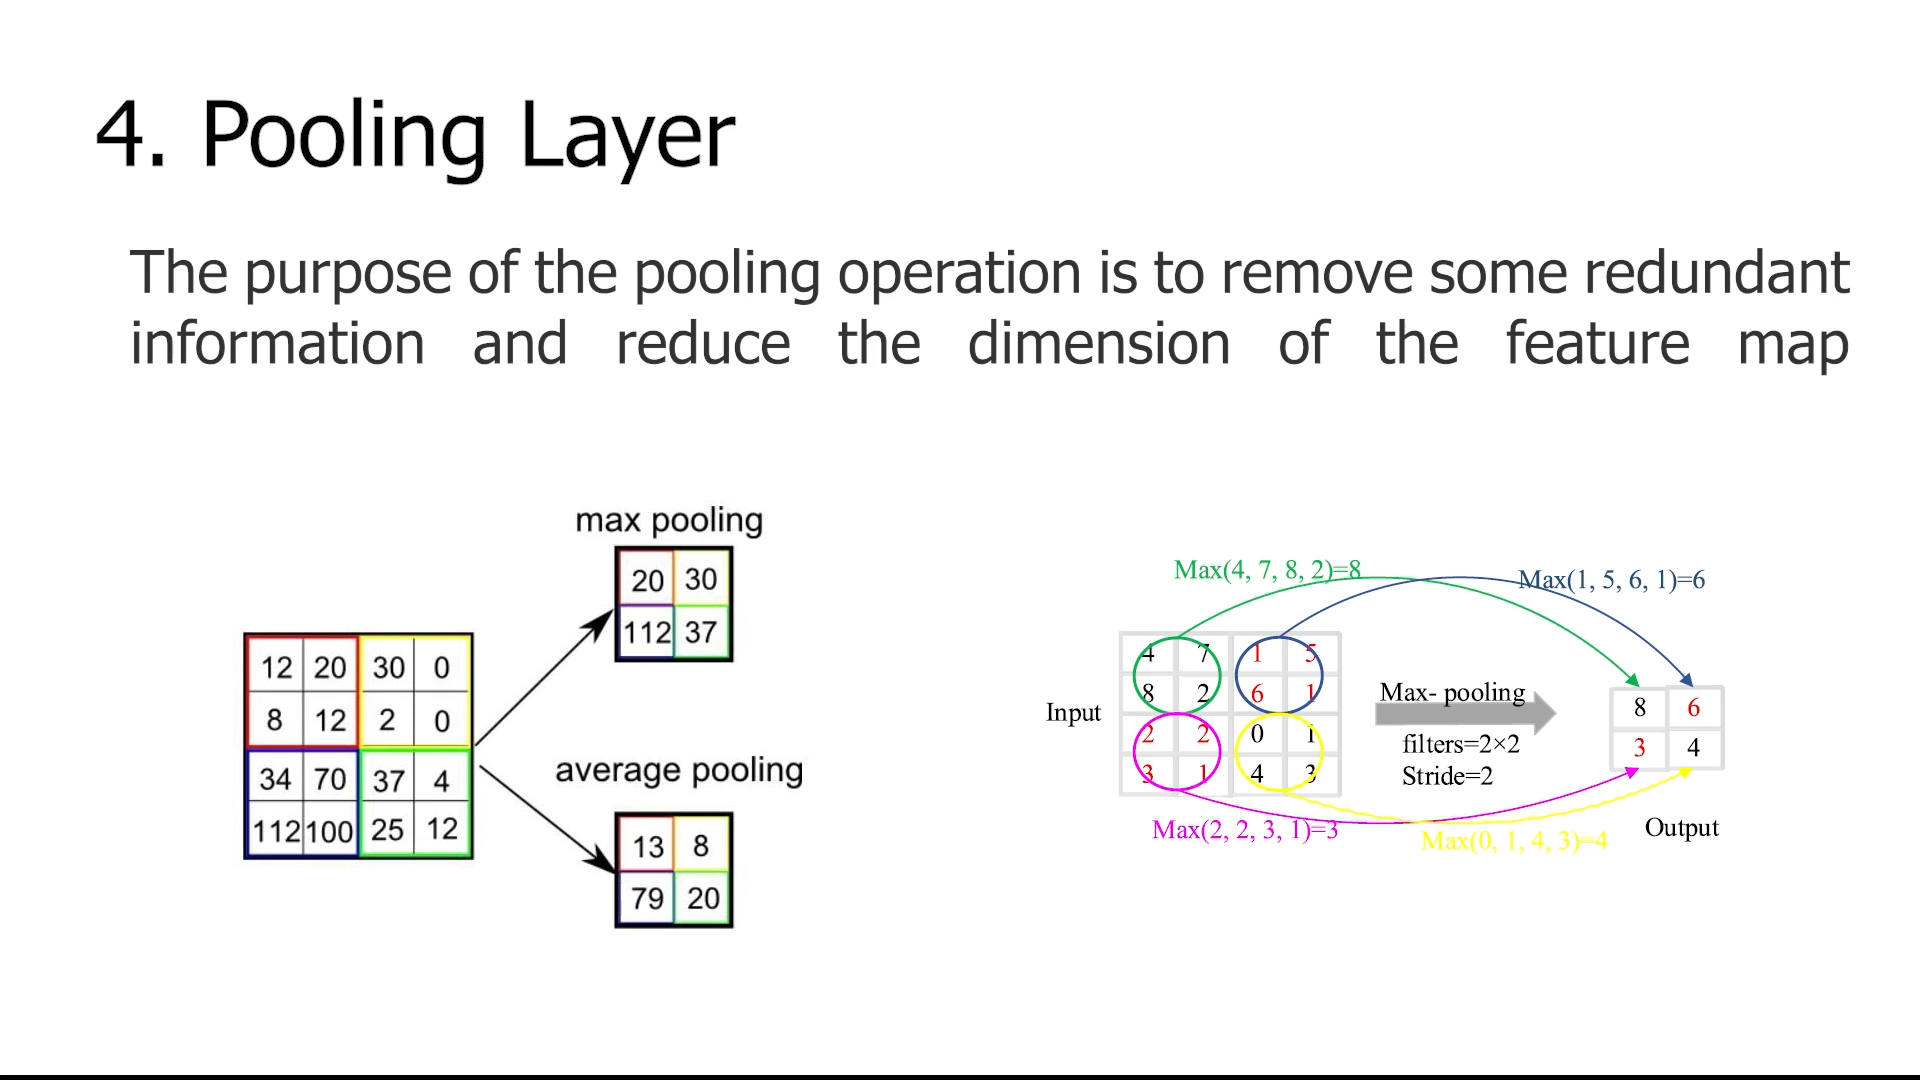 4. Pooling Layer
The purpose of the pooling operation is to remove some redundant
information and reduce the dimension of the feature map
max pooling
20 30
112 37
12 20 30 0
8 12 2 0
34 70 37 4
112 100 25 12
average pooling
13 8
79 20
Max(4, 7, 8, 2)=8
Max(1, 5, 6, 1)=6
Input
4 7 1 5
8 2 6 1
2 2 0 1
3 1 4 3
Max- pooling
filters=2×2
Stride=2
8 6
3 4
Max(2, 2, 3, 1)=3
Max(0, 1, 4, 3)=4
Output